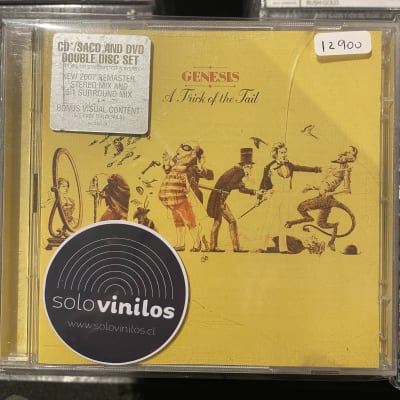 CD*/SACD AND DVD
DOUBLE DISC SET
NEW 2007 REMASTER
STEREO MIX AND
5.1 SURROUND MIX
BONUS VISUAL CONTENT
12900
GENESIS
A Trick of the Tail
solovinilos
www.solovinilos.cl